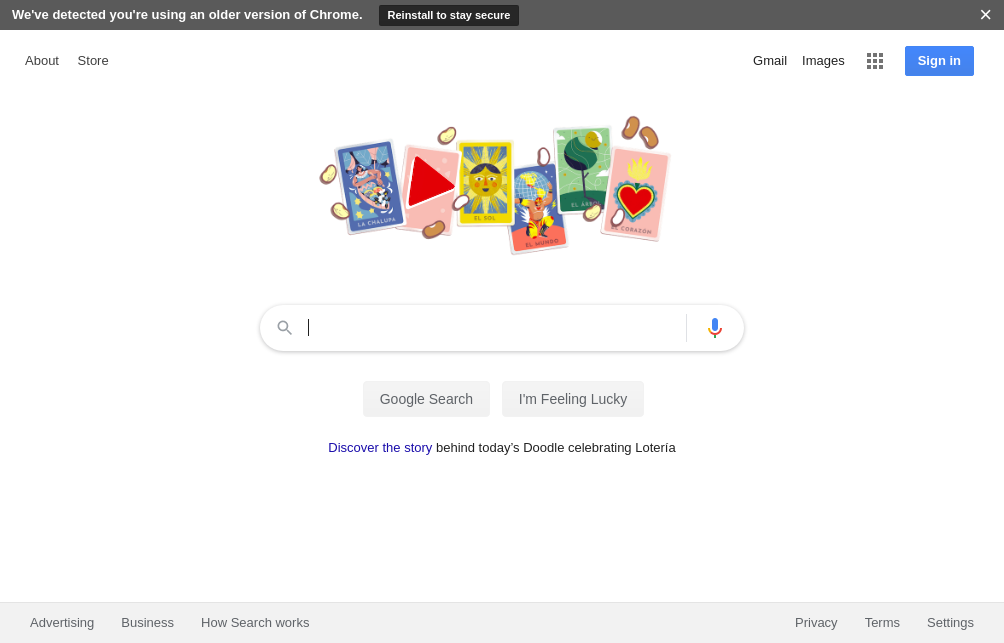 We've detected you're using an older version of Chrome. Reinstall to stay secure
About Store Gmail Images Sign in
LA CHALUPA
EL SOL
EL MUNDO
EL ÁRBOL
EL CORAZÓN
Google Search I'm Feeling Lucky
Discover the story behind today's Doodle celebrating Lotería
Advertising Business How Search works Privacy Terms Settings